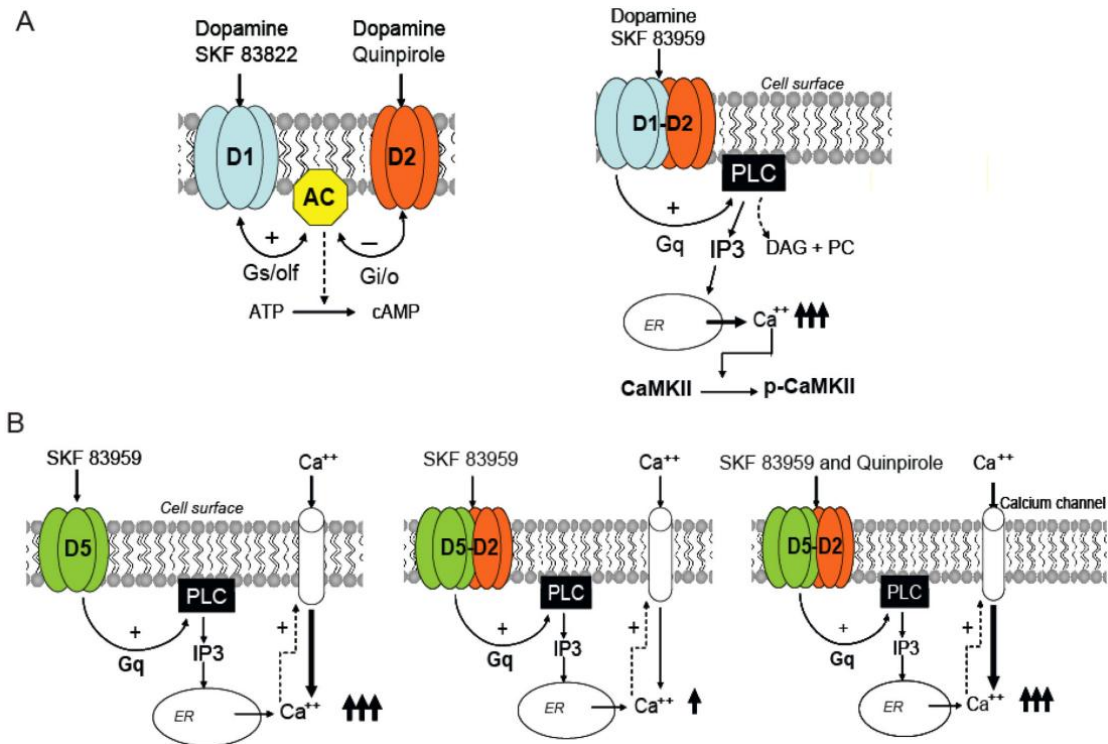 A
Dopamine
SKF 83822
Dopamine
Quinpirole
D1
D2
AC
+
–
Gs/olf
Gi/o
ATP
cAMP
Dopamine
SKF 83959
Cell surface
D1-D2
PLC
+
Gq
IP3
DAG + PC
ER
Ca++
CaMKII
p-CaMKII
B
SKF 83959
Ca++
Cell surface
D5
PLC
+
Gq
IP3
+
ER
Ca++
SKF 83959
Ca++
D5-D2
PLC
+
Gq
IP3
+
ER
Ca++
SKF 83959 and Quinpirole
Ca++
Calcium channel
D5-D2
PLC
+
Gq
IP3
+
ER
Ca++